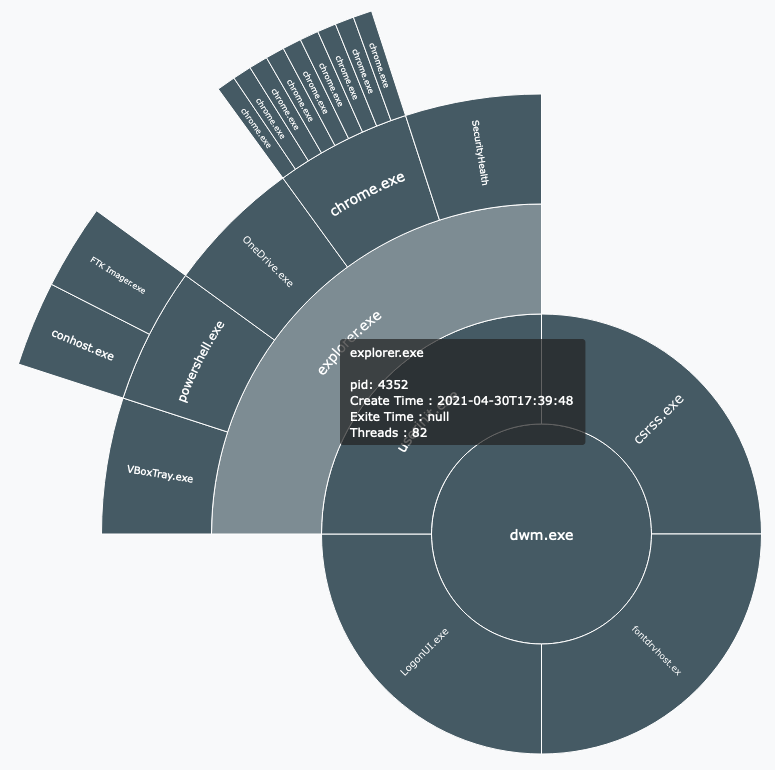 chrome.exe
chrome.exe
chrome.exe
chrome.exe
chrome.exe
chrome.exe
chrome.exe
chrome.exe
chrome.exe
SecurityHealth
chrome.exe
OneDrive.exe
FTK Imager.exe
conhost.exe
powershell.exe
VBoxTray.exe
explorer.exe
userinit.exe
explorer.exe
pid: 4352
Create Time : 2021-04-30T17:39:48
Exite Time : null
Threads : 82
csrss.exe
dwm.exe
LogonUI.exe
fontdrvhost.ex